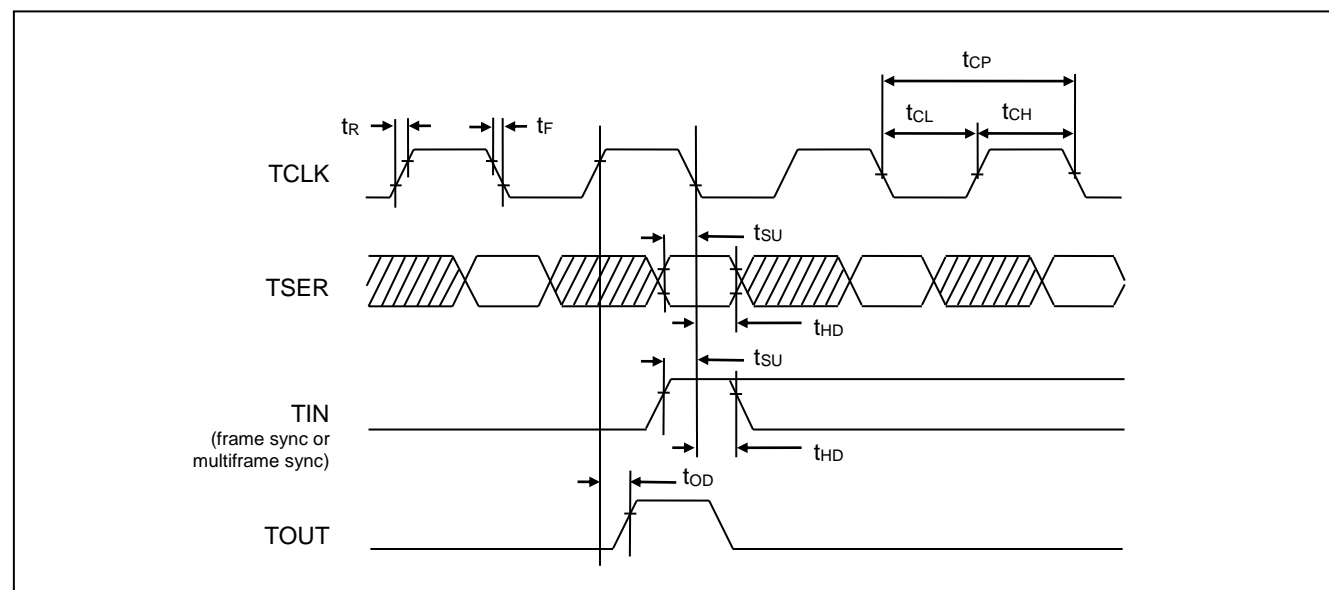 tCP
tR
tF
tCL
tCH
TCLK
tSU
TSER
tHD
tSU
TIN
(frame sync or
multiframe sync)
tHD
tOD
TOUT